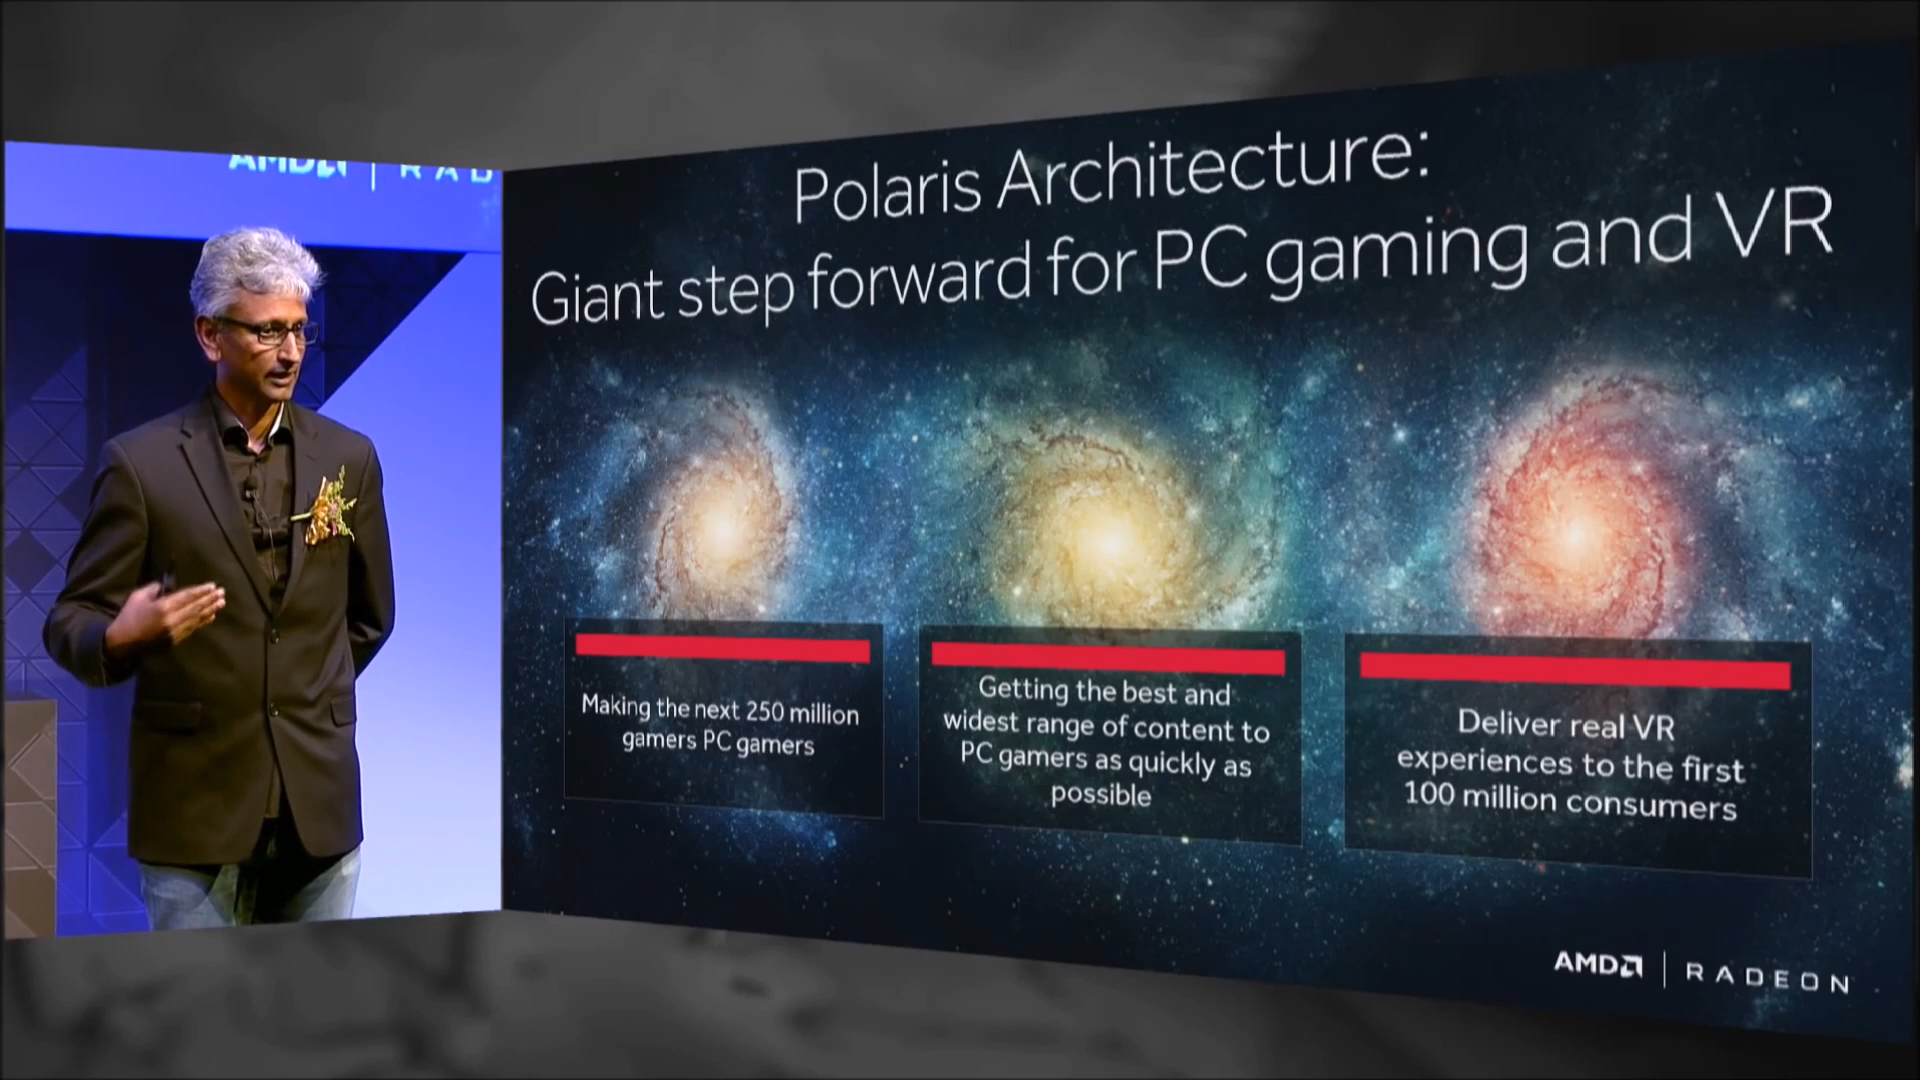 AMD | RAD
Polaris Architecture:
Giant step forward for PC gaming and VR
Making the next 250 million
gamers PC gamers
Getting the best and
widest range of content to
PC gamers as quickly as
possible
Deliver real VR
experiences to the first
100 million consumers
AMD | RADEON